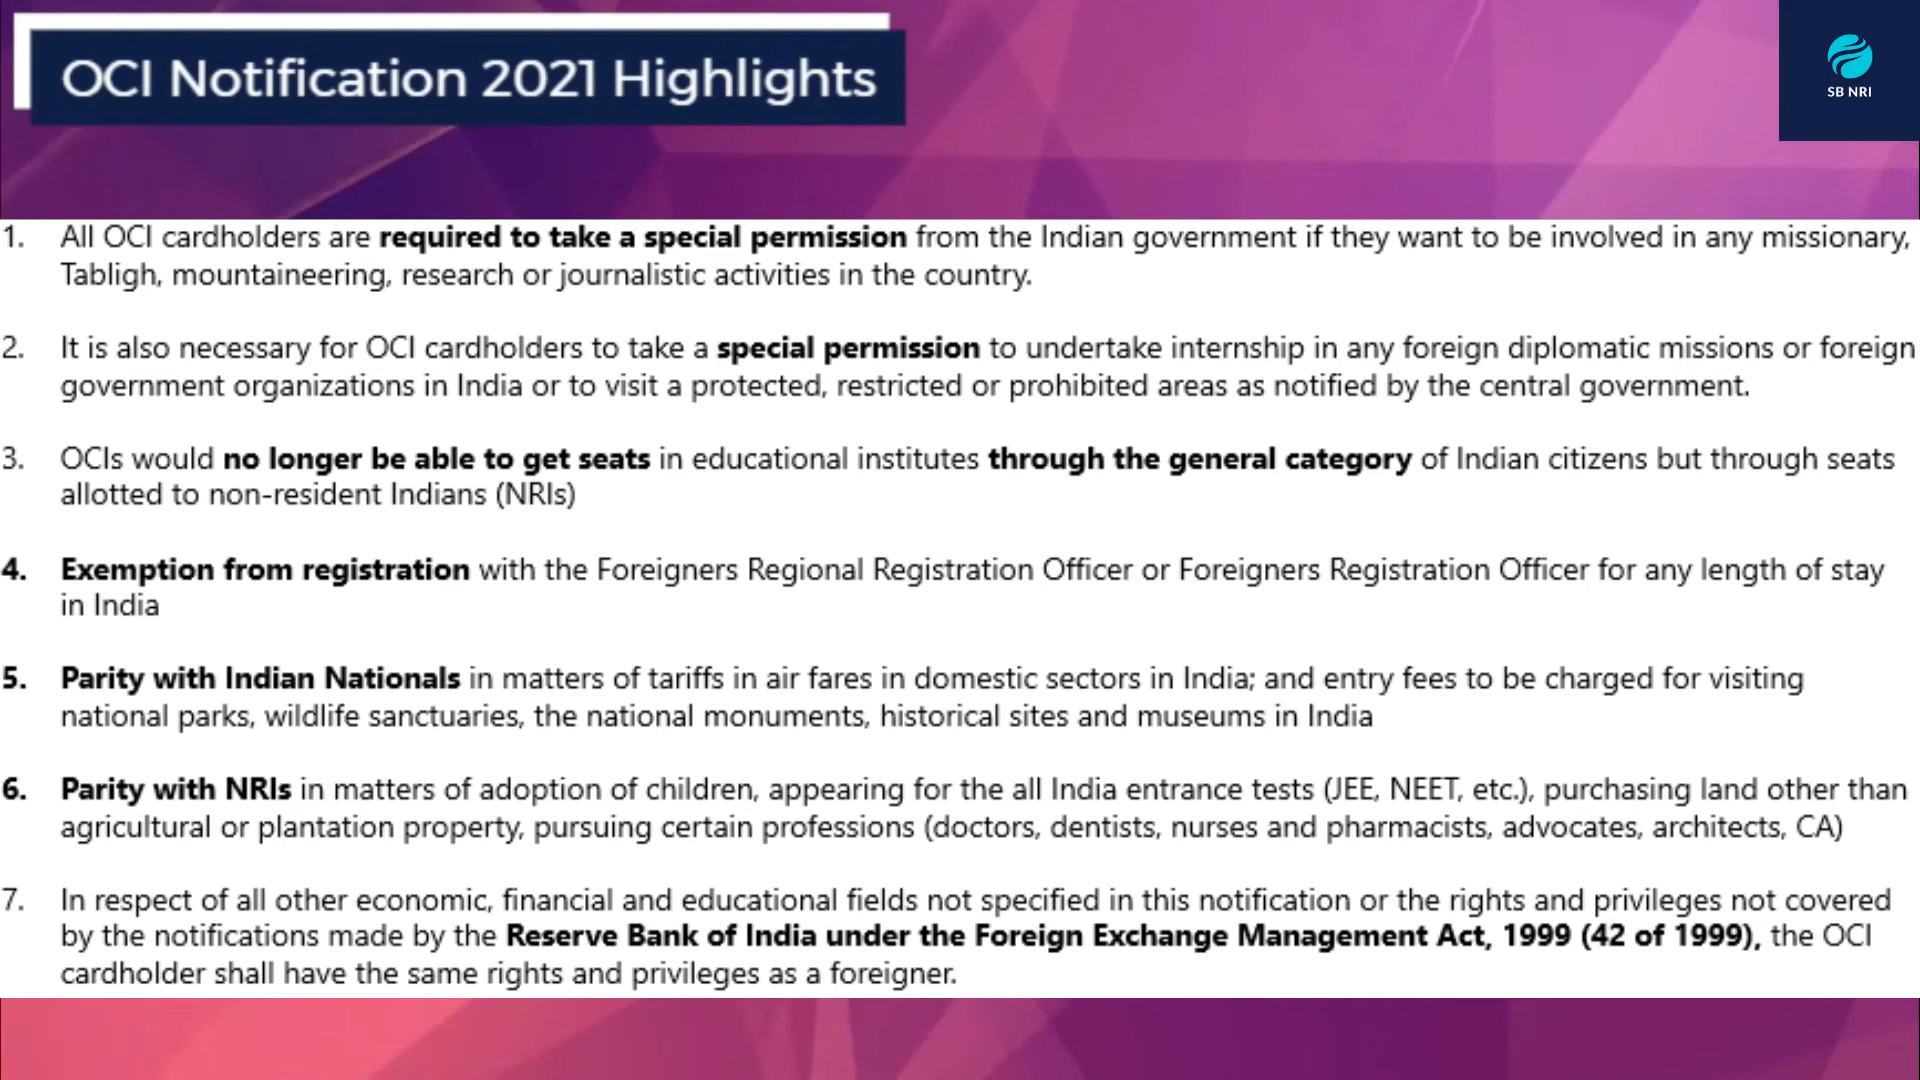 OCI Notification 2021 Highlights
SB NRI
1. All OCI cardholders are required to take a special permission from the Indian government if they want to be involved in any missionary,
Tabligh, mountaineering, research or journalistic activities in the country.
2. It is also necessary for OCI cardholders to take a special permission to undertake internship in any foreign diplomatic missions or foreign
government organizations in India or to visit a protected, restricted or prohibited areas as notified by the central government.
3. OCIs would no longer be able to get seats in educational institutes through the general category of Indian citizens but through seats
allotted to non-resident Indians (NRIs)
4. Exemption from registration with the Foreigners Regional Registration Officer or Foreigners Registration Officer for any length of stay
in India
5. Parity with Indian Nationals in matters of tariffs in air fares in domestic sectors in India; and entry fees to be charged for visiting
national parks, wildlife sanctuaries, the national monuments, historical sites and museums in India
6. Parity with NRIs in matters of adoption of children, appearing for the all India entrance tests (JEE, NEET, etc.), purchasing land other than
agricultural or plantation property, pursuing certain professions (doctors, dentists, nurses and pharmacists, advocates, architects, CA)
7. In respect of all other economic, financial and educational fields not specified in this notification or the rights and privileges not covered
by the notifications made by the Reserve Bank of India under the Foreign Exchange Management Act, 1999 (42 of 1999), the OCI
cardholder shall have the same rights and privileges as a foreigner.